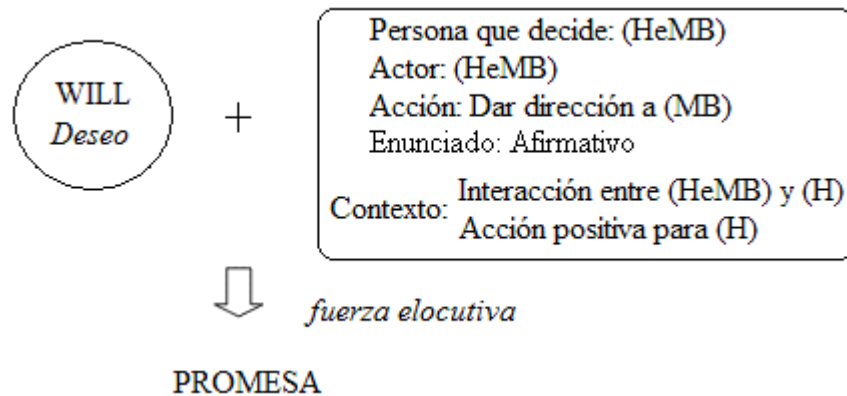 WILL
Deseo
+
Persona que decide: (HeMB)
Actor: (HeMB)
Acción: Dar dirección a (MB)
Enunciado: Afirmativo
Contexto: Interacción entre (HeMB) y (H)
Acción positiva para (H)
fuerza elocutiva
PROMESA